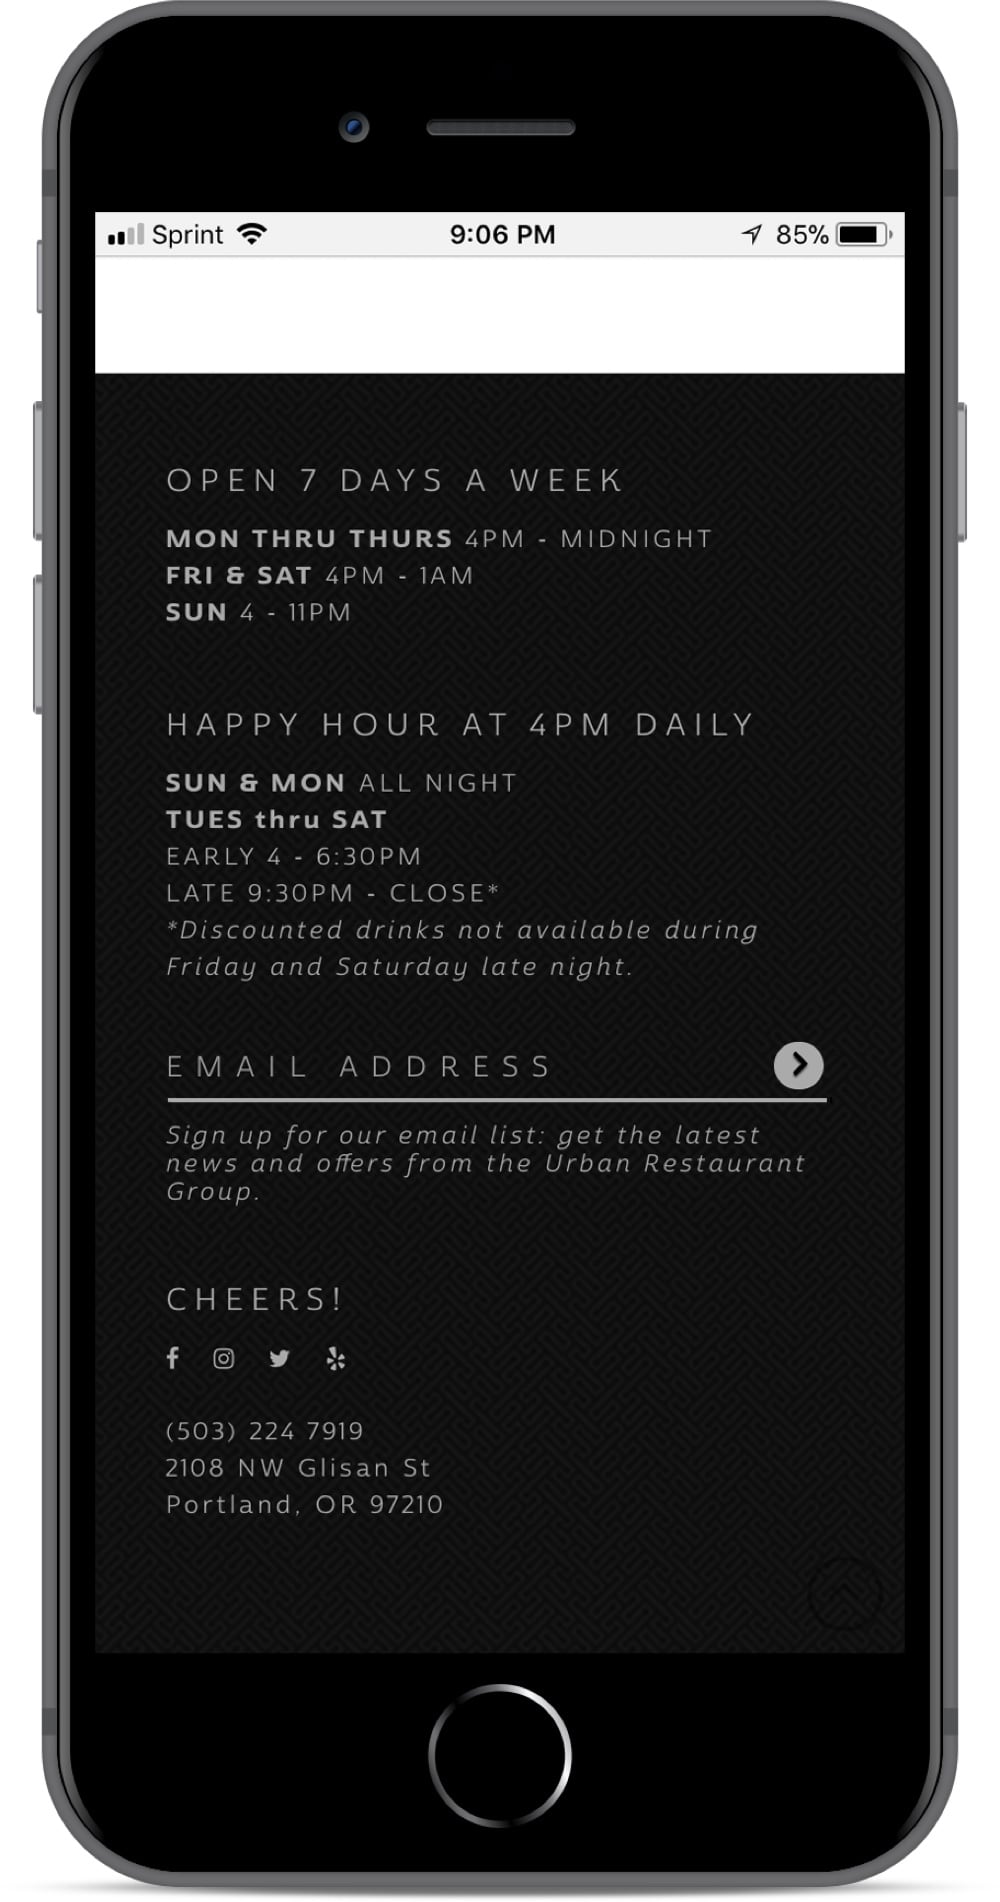 Sprint 9:06 PM 85%
OPEN 7 DAYS A WEEK
MON THRU THURS 4PM - MIDNIGHT
FRI & SAT 4PM - 1AM
SUN 4 - 11PM
HAPPY HOUR AT 4PM DAILY
SUN & MON ALL NIGHT
TUES thru SAT
EARLY 4 - 6:30PM
LATE 9:30PM - CLOSE*
*Discounted drinks not available during
Friday and Saturday late night.
EMAIL ADDRESS
Sign up for our email list: get the latest
news and offers from the Urban Restaurant
Group.
CHEERS!
(503) 224 7919
2108 NW Glisan St
Portland, OR 97210